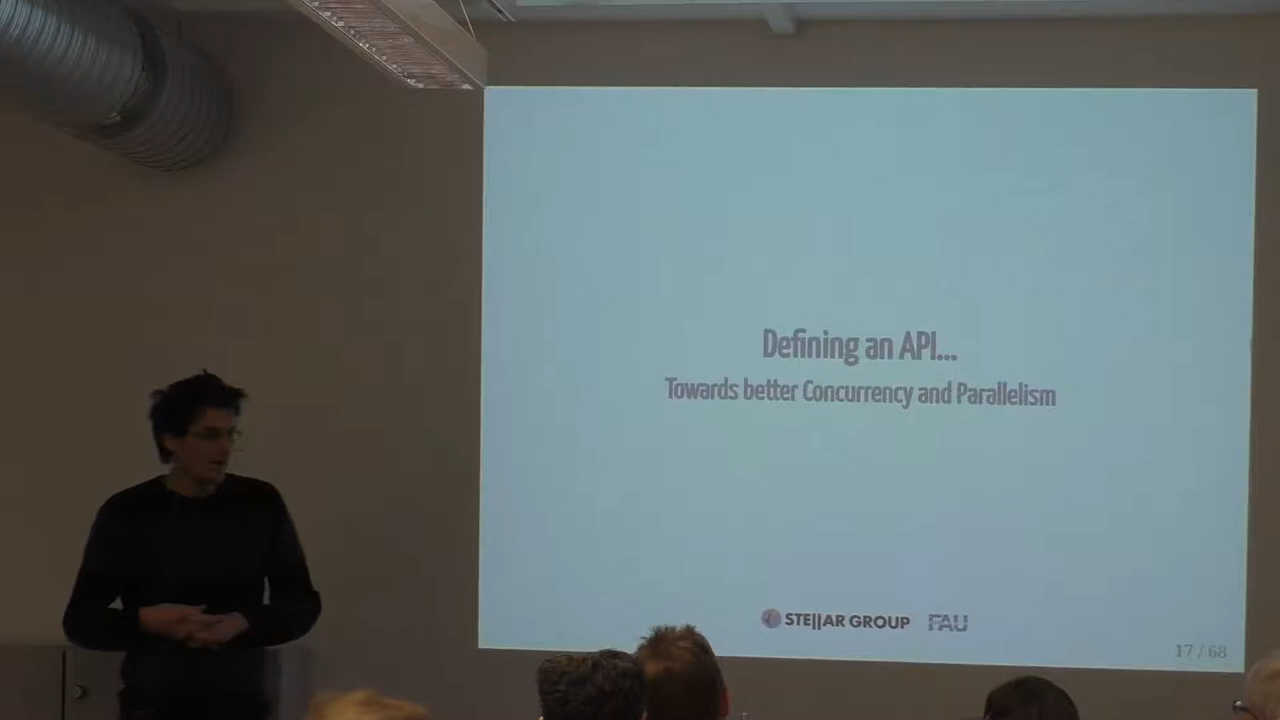 Defining an API...
Towards better Concurrency and Parallelism
STE||AR GROUP FAU
17 / 68